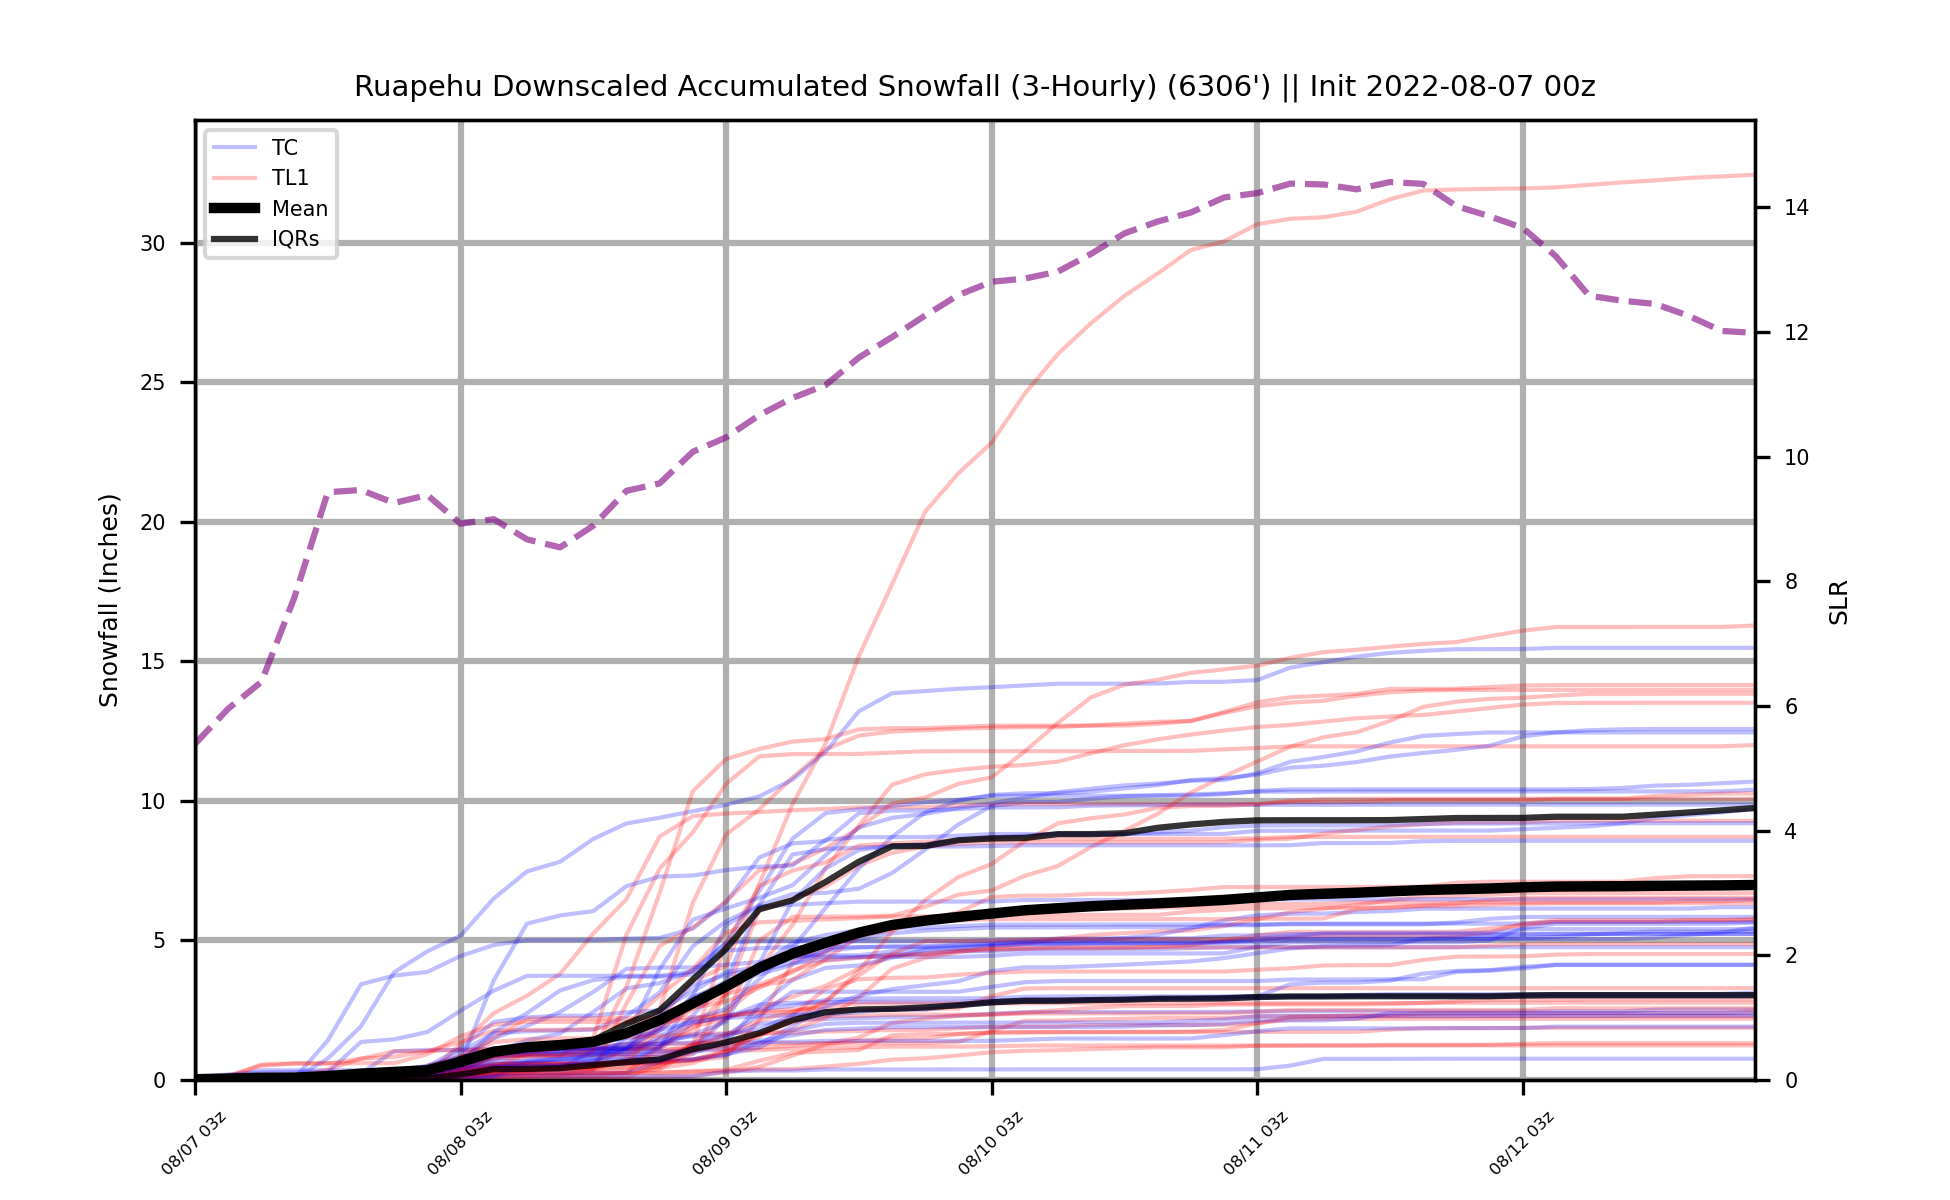 Ruapehu Downscaled Accumulated Snowfall (3-Hourly) (6306') || Init 2022-08-07 00z
TC
TL1
Mean
IQRs
Snowfall (Inches)
30
25
20
15
10
5
0
14
12
10
8
6
4
2
0
SLR
08/07 03z
08/08 03z
08/09 03z
08/10 03z
08/11 03z
08/12 03z